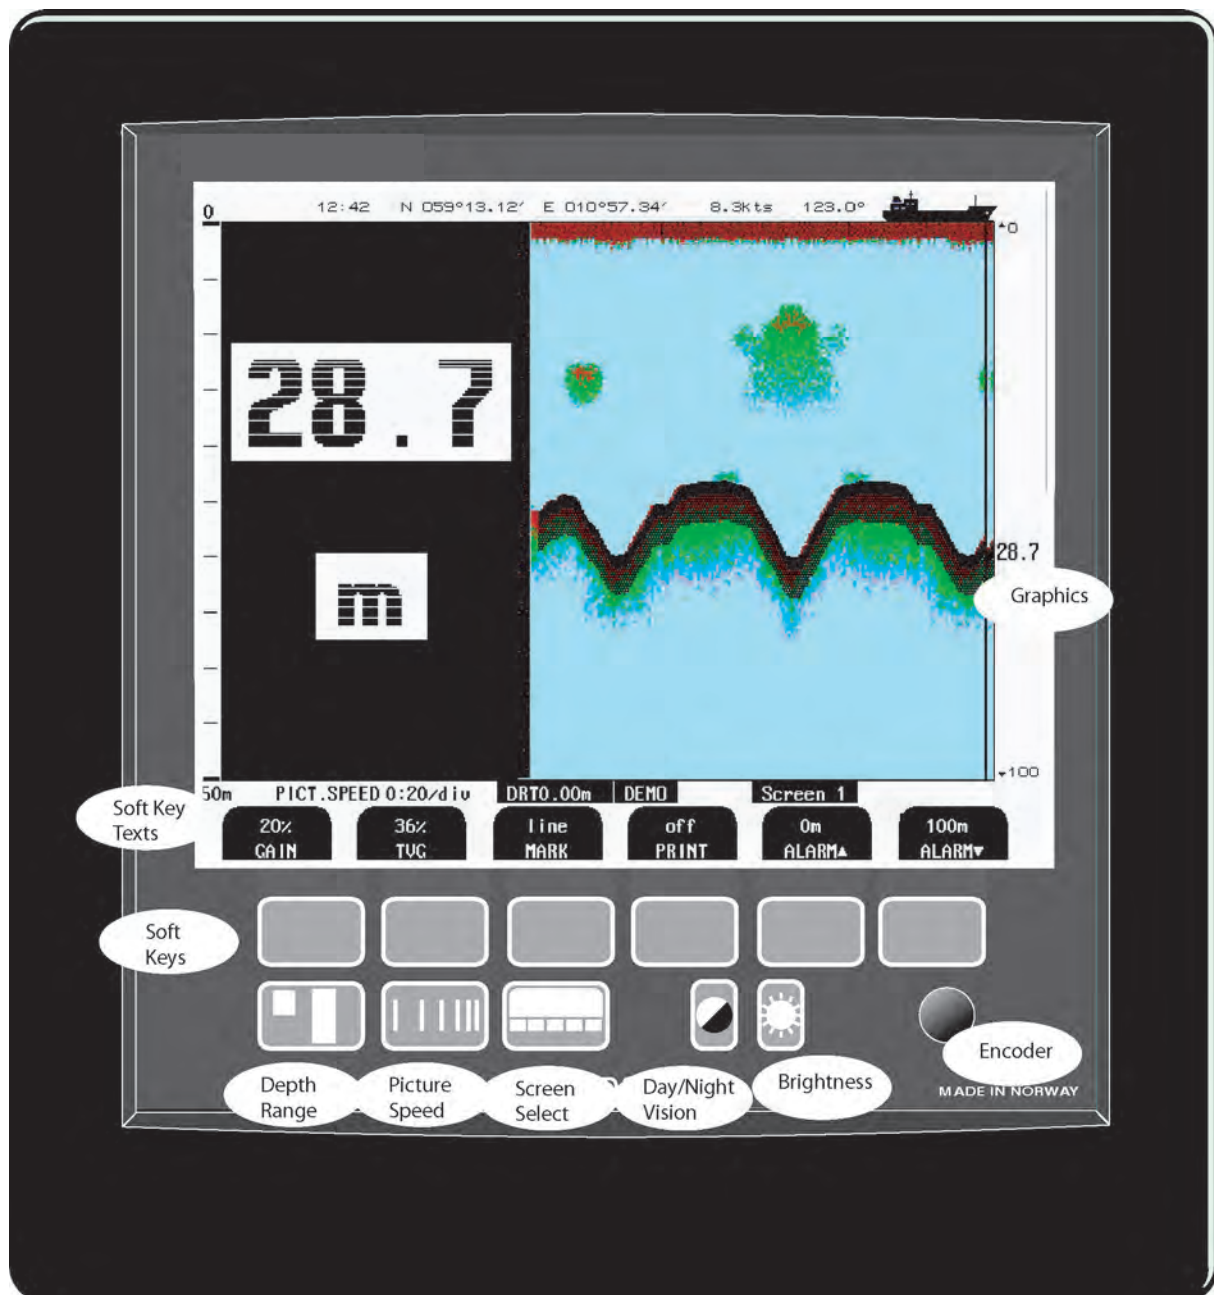 0
12:42 N 059°13.12′ E 010°57.34′ 8.3kts 123.0°
▲0
28.7
m
28.7
Graphics
▼100
50m PICT.SPEED 0:20/div DRT0.00m DEMO Screen 1
Soft Key
Texts
20% 36% line off 0m 100m
GAIN TVG MARK PRINT ALARM▲ ALARM▼
Soft
Keys
Encoder
Depth
Range
Picture
Speed
Screen
Select
Day/Night
Vision
Brightness
MADE IN NORWAY